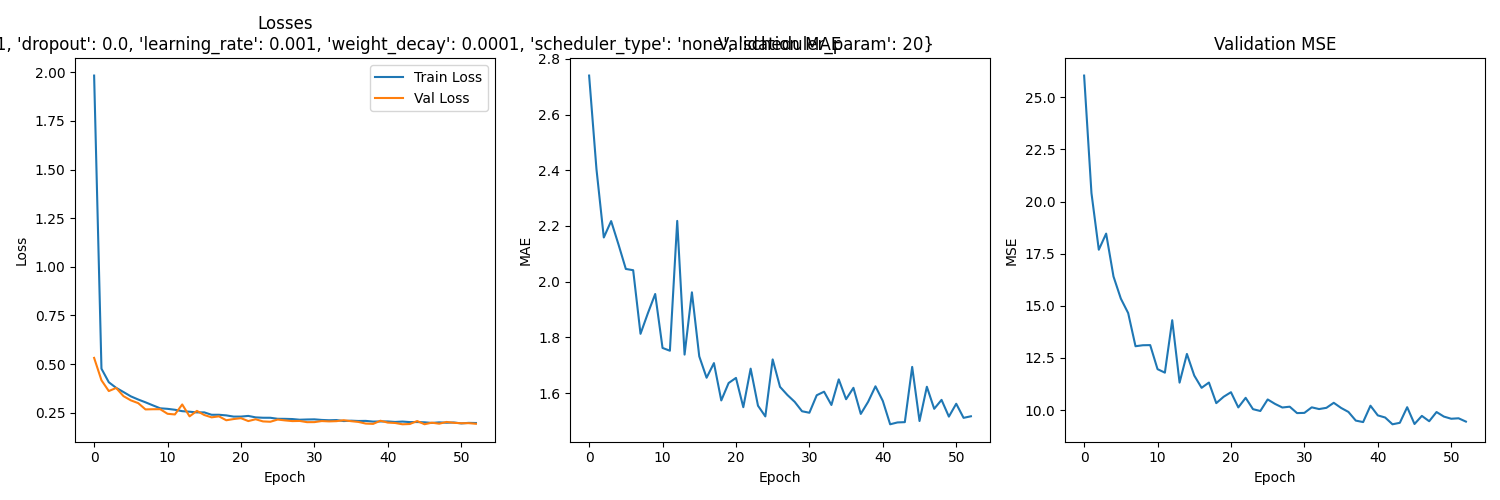 Losses
1, 'dropout': 0.0, 'learning_rate': 0.001, 'weight_decay': 0.0001, 'scheduler_type': 'none', 'scheduler_param': 20}
Validation MAE
Validation MSE
2.00
1.75
1.50
1.25
1.00
0.75
0.50
0.25
Loss
Train Loss
Val Loss
0 10 20 30 40 50
Epoch
2.8
2.6
2.4
2.2
2.0
1.8
1.6
MAE
0 10 20 30 40 50
Epoch
25.0
22.5
20.0
17.5
15.0
12.5
10.0
MSE
0 10 20 30 40 50
Epoch